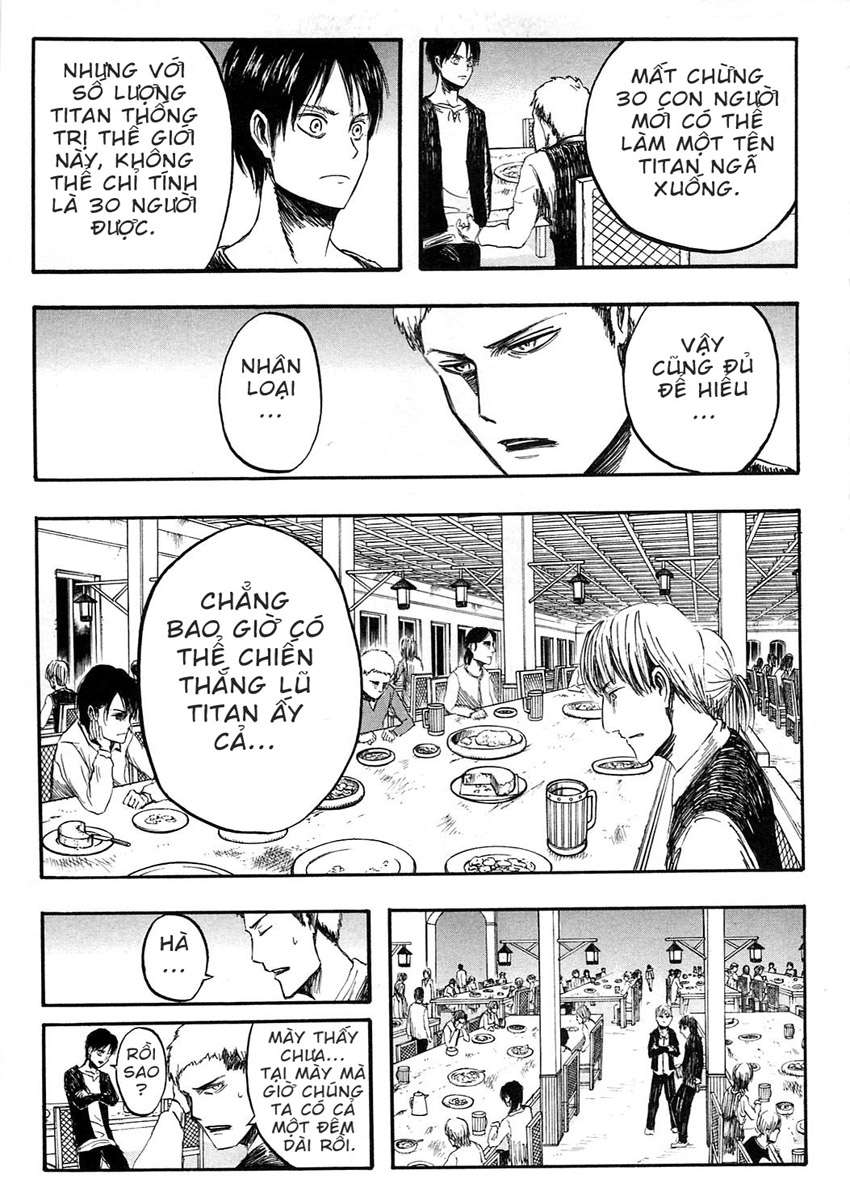 MẤT CHỪNG
30 CON NGƯỜI
MỚI CÓ THỂ
LÀM MỘT TÊN
TITAN NGÃ
XUỐNG.
NHƯNG VỚI
SỐ LƯỢNG
TITAN THỐNG
TRỊ THẾ GIỚI
NÀY, KHÔNG
THỂ CHỈ TÍNH
LÀ 30 NGƯỜI
ĐƯỢC.
VẬY
CŨNG ĐỦ
ĐỂ HIỂU
...
NHÂN
LOẠI
...
CHẲNG
BAO GIỜ CÓ
THỂ CHIẾN
THẮNG LŨ
TITAN ẤY
CẢ...
HÀ
...
MÀY THẤY
CHƯA...
TẠI MÀY MÀ
GIỜ CHÚNG
TA CÓ CẢ
MỘT ĐÊM
DÀI RỒI.
RỒI
SAO
?